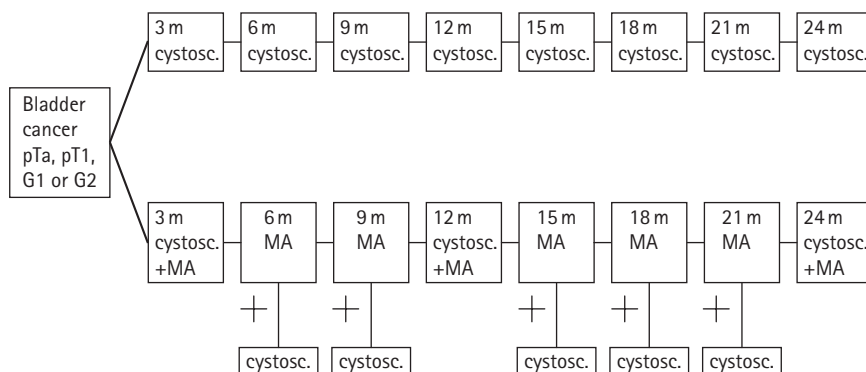 3 m
cystosc.
6 m
cystosc.
9 m
cystosc.
12 m
cystosc.
15 m
cystosc.
18 m
cystosc.
21 m
cystosc.
24 m
cystosc.
Bladder
cancer
pTa, pT1,
G1 or G2
3 m
cystosc.
+MA
6 m
MA
9 m
MA
12 m
cystosc.
+MA
15 m
MA
18 m
MA
21 m
MA
24 m
cystosc.
+MA
+
cystosc.
+
cystosc.
+
cystosc.
+
cystosc.
+
cystosc.